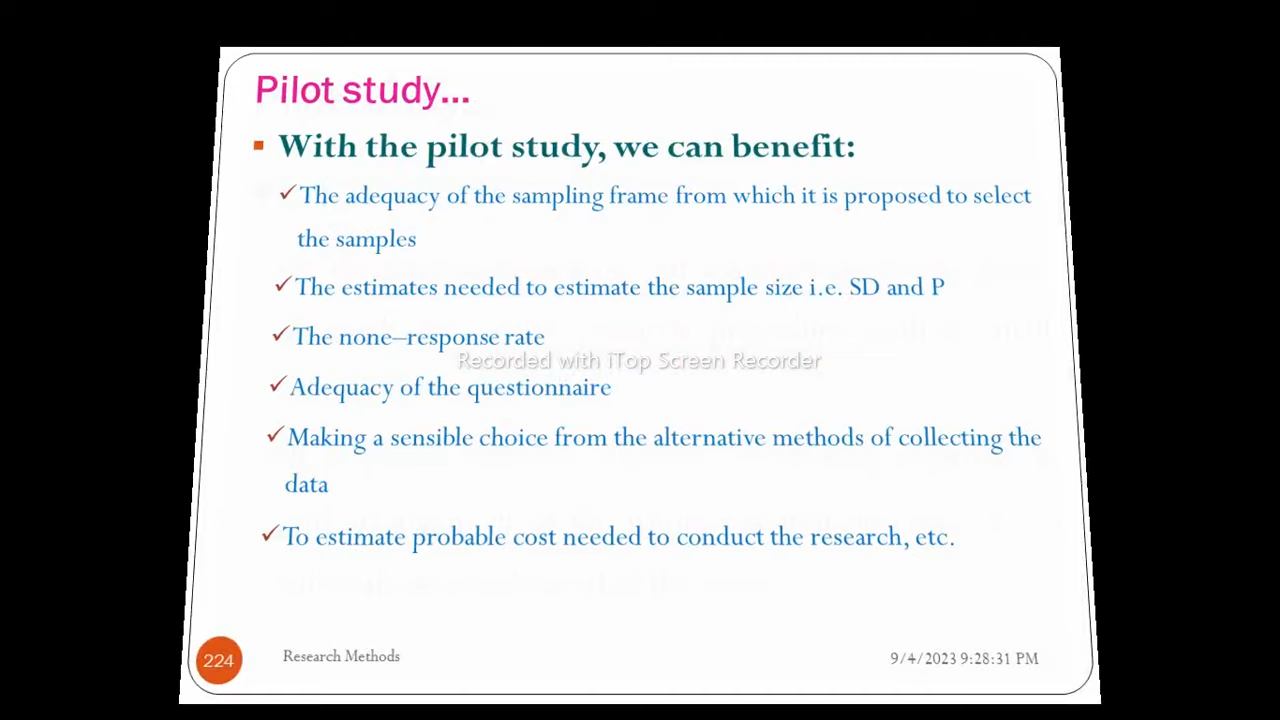 Pilot study...
▪ With the pilot study, we can benefit:
✓The adequacy of the sampling frame from which it is proposed to select
the samples
✓The estimates needed to estimate the sample size i.e. SD and P
✓The none–response rate
Recorded with iTop Screen Recorder
✓Adequacy of the questionnaire
✓Making a sensible choice from the alternative methods of collecting the
data
✓To estimate probable cost needed to conduct the research, etc.
224 Research Methods 9/4/2023 9:28:31 PM